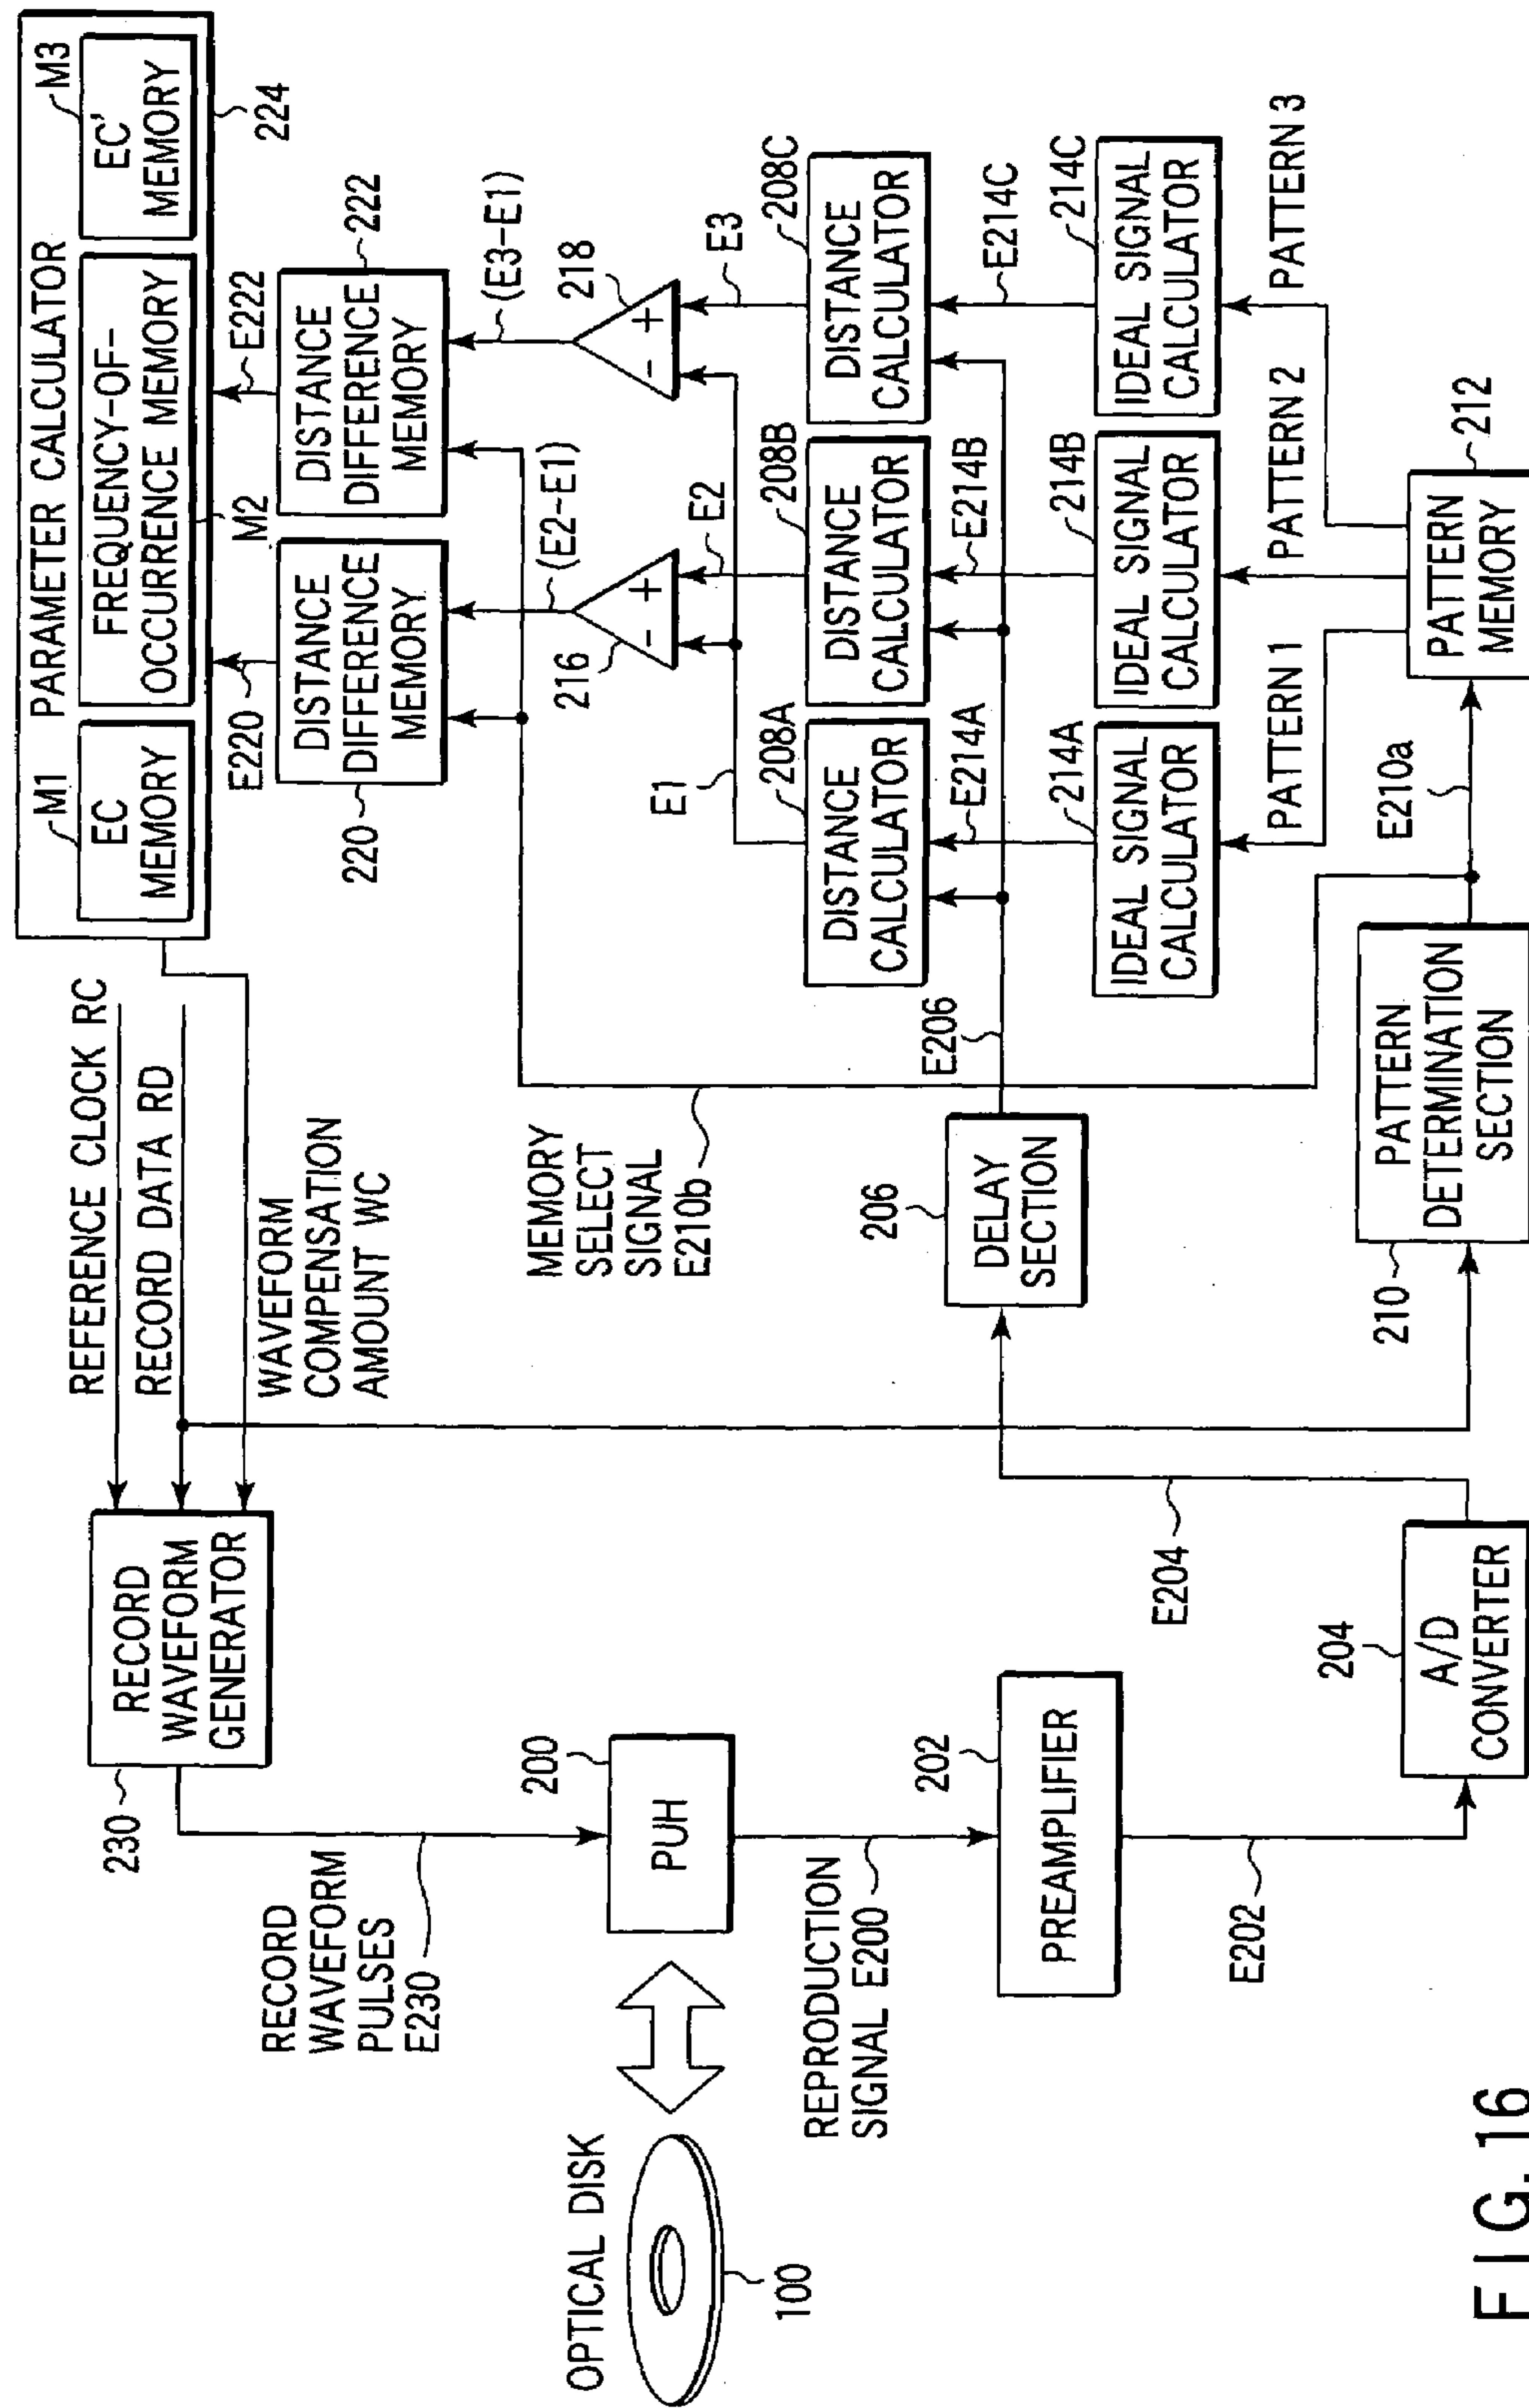 REFERENCE CLOCK RC
RECORD DATA RD
WAVEFORM
COMPENSATION
AMOUNT WC
RECORD
WAVEFORM
GENERATOR
230
RECORD
WAVEFORM
PULSES
E230
200
PUH
OPTICAL DISK
100
REPRODUCTION
SIGNAL E200
202
PREAMPLIFIER
E202
204
A/D
CONVERTER
E204
206
DELAY
SECTION
E206
MEMORY
SELECT
SIGNAL
E210b
210
PATTERN
DETERMINATION
SECTION
E210a
212
PATTERN
MEMORY
PATTERN 1
PATTERN 2
PATTERN 3
214A
IDEAL SIGNAL
CALCULATOR
214B
IDEAL SIGNAL
CALCULATOR
214C
IDEAL SIGNAL
CALCULATOR
E214A
E214B
E214C
208A
DISTANCE
CALCULATOR
208B
DISTANCE
CALCULATOR
208C
DISTANCE
CALCULATOR
E1
E2
E3
216
- +
218
- +
(E2-E1)
(E3-E1)
220
DISTANCE
DIFFERENCE
MEMORY
222
DISTANCE
DIFFERENCE
MEMORY
E220
E222
M1
PARAMETER CALCULATOR
M3
EC
MEMORY
FREQUENCY-OF-
OCCURRENCE MEMORY
M2
EC'
MEMORY
224
FIG. 16